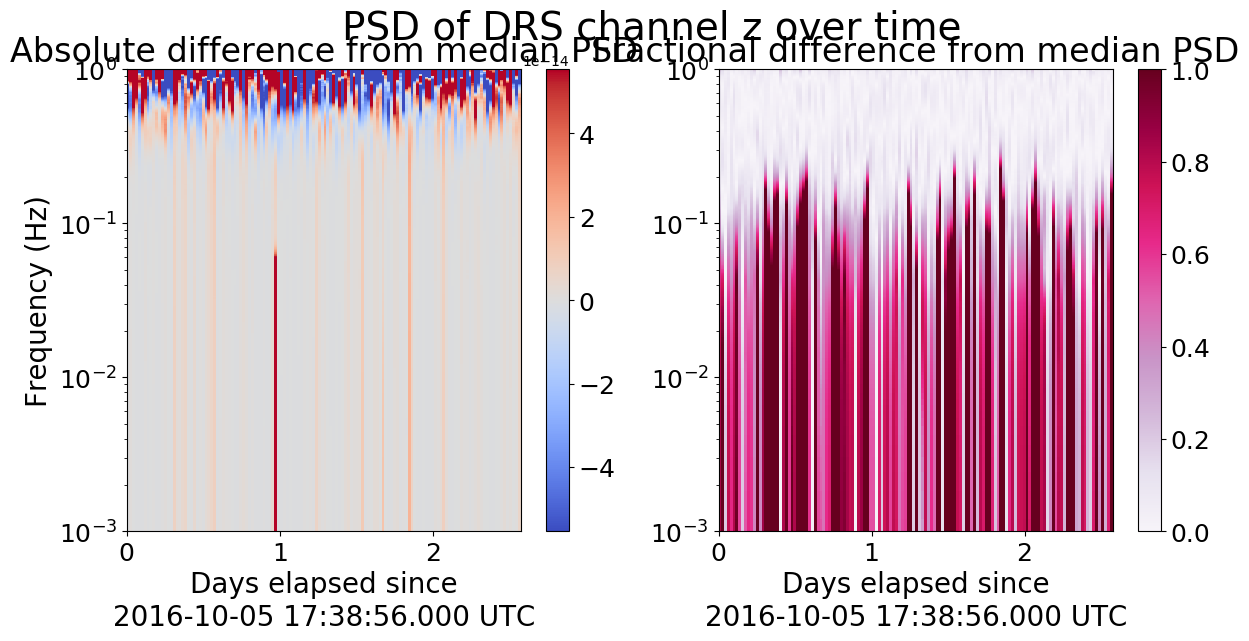 PSD of DRS channel z over time
Absolute difference from median PSD
Fractional difference from median PSD
1e−14
10^0
10^−1
10^−2
10^−3
Frequency (Hz)
0
1
2
Days elapsed since
2016-10-05 17:38:56.000 UTC
4
2
0
−2
−4
10^0
10^−1
10^−2
10^−3
0
1
2
Days elapsed since
2016-10-05 17:38:56.000 UTC
1.0
0.8
0.6
0.4
0.2
0.0